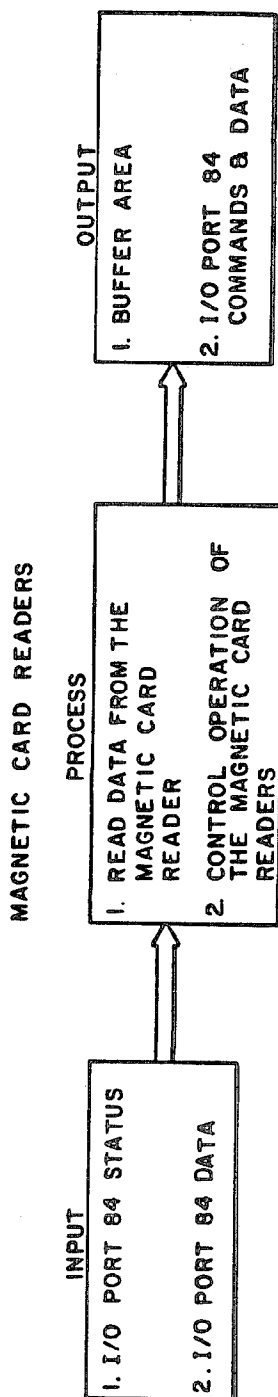 MAGNETIC CARD READERS
INPUT
1. I/O PORT 84 STATUS
2. I/O PORT 84 DATA
PROCESS
1. READ DATA FROM THE
MAGNETIC CARD
READER
2. CONTROL OPERATION OF
THE MAGNETIC CARD
READERS
OUTPUT
1. BUFFER AREA
2. I/O PORT 84
COMMANDS & DATA